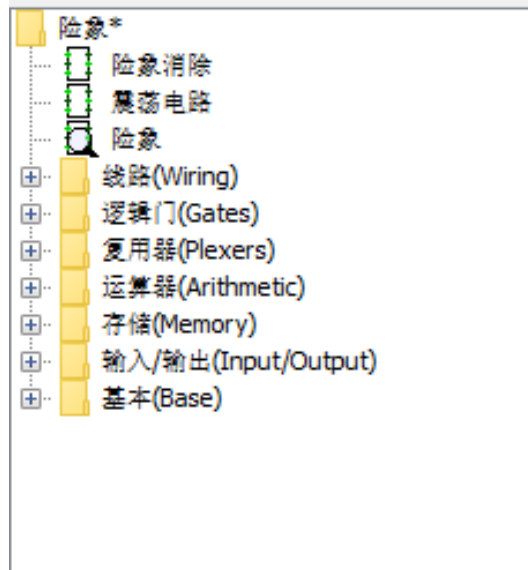 险象*
险象消除
震荡电路
险象
线路(Wiring)
逻辑门(Gates)
复用器(Plexers)
运算器(Arithmetic)
存储(Memory)
输入/输出(Input/Output)
基本(Base)